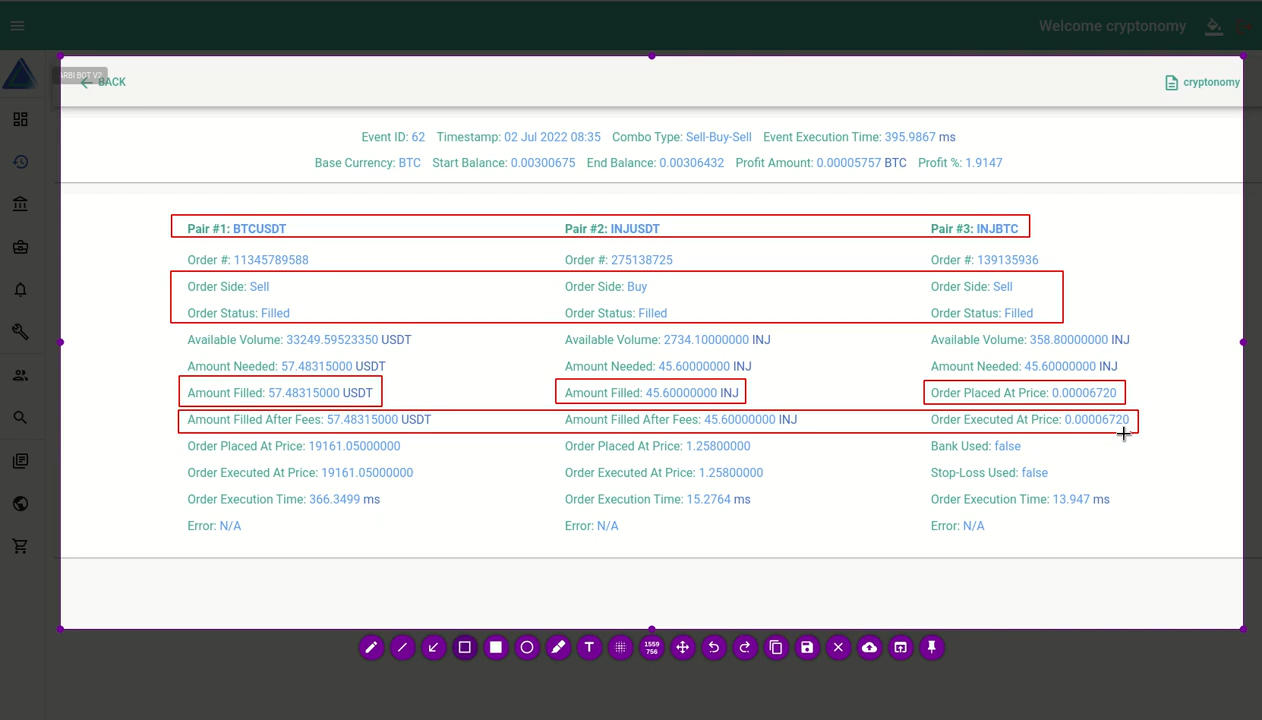 Welcome cryptonomy
ARBI BOT V2
BACK
cryptonomy
Event ID: 62 Timestamp: 02 Jul 2022 08:35 Combo Type: Sell-Buy-Sell Event Execution Time: 395.9867 ms
Base Currency: BTC Start Balance: 0.00300675 End Balance: 0.00306432 Profit Amount: 0.00005757 BTC Profit %: 1.9147
Pair #1: BTCUSDT Pair #2: INJUSDT Pair #3: INJBTC
Order #: 11345789588 Order #: 275138725 Order #: 139135936
Order Side: Sell Order Side: Buy Order Side: Sell
Order Status: Filled Order Status: Filled Order Status: Filled
Available Volume: 33249.59523350 USDT Available Volume: 2734.10000000 INJ Available Volume: 358.80000000 INJ
Amount Needed: 57.48315000 USDT Amount Needed: 45.60000000 INJ Amount Needed: 45.60000000 INJ
Amount Filled: 57.48315000 USDT Amount Filled: 45.60000000 INJ Order Placed At Price: 0.00006720
Amount Filled After Fees: 57.48315000 USDT Amount Filled After Fees: 45.60000000 INJ Order Executed At Price: 0.00006720
Order Placed At Price: 19161.05000000 Order Placed At Price: 1.25800000 Bank Used: false
Order Executed At Price: 19161.05000000 Order Executed At Price: 1.25800000 Stop-Loss Used: false
Order Execution Time: 366.3499 ms Order Execution Time: 15.2764 ms Order Execution Time: 13.947 ms
Error: N/A Error: N/A Error: N/A
T
1559
756